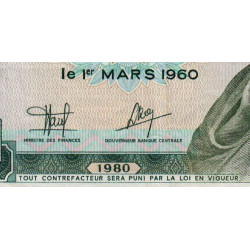 le 1er MARS 1960
MINISTRE DES FINANCES GOUVERNEUR BANQUE CENTRALE
1980
TOUT CONTREFACTEUR SERA PUNI PAR LA LOI EN VIGUEUR